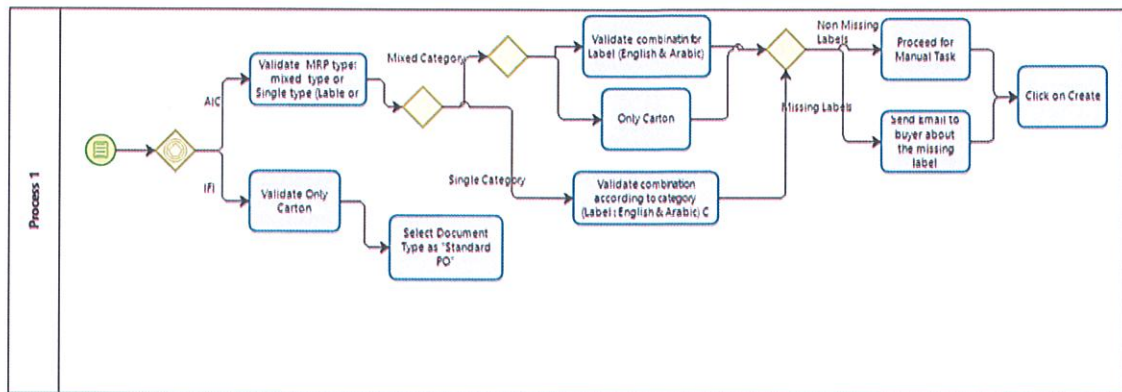 Process 1
AIC
IFI
Validate MRP type:
mixed type or
Single type (Lable or
Validate Only
Carton
Select Document
Type as "Standard
PO"
Mixed Category
Single Category
Validate combinatin for
Label (English & Arabic)
Only Carton
Validate combination
according to category
(Label : English & Arabic) C
Non Missing
Labels
Missing Labels
Proceed for
Manual Task
Send Email to
buyer about
the missing
label
Click on Create